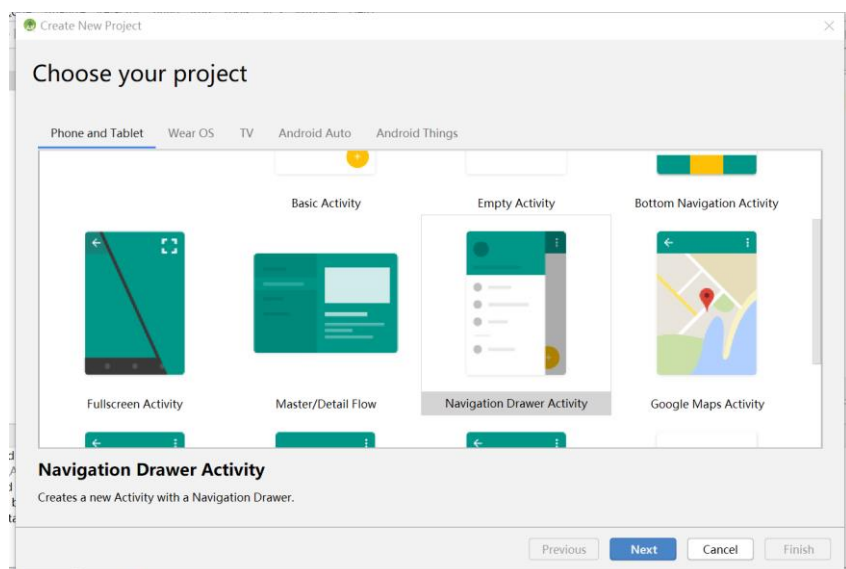 Create New Project
Choose your project
Phone and Tablet Wear OS TV Android Auto Android Things
Basic Activity Empty Activity Bottom Navigation Activity
Fullscreen Activity Master/Detail Flow Navigation Drawer Activity Google Maps Activity
Navigation Drawer Activity
Creates a new Activity with a Navigation Drawer.
Previous Next Cancel Finish